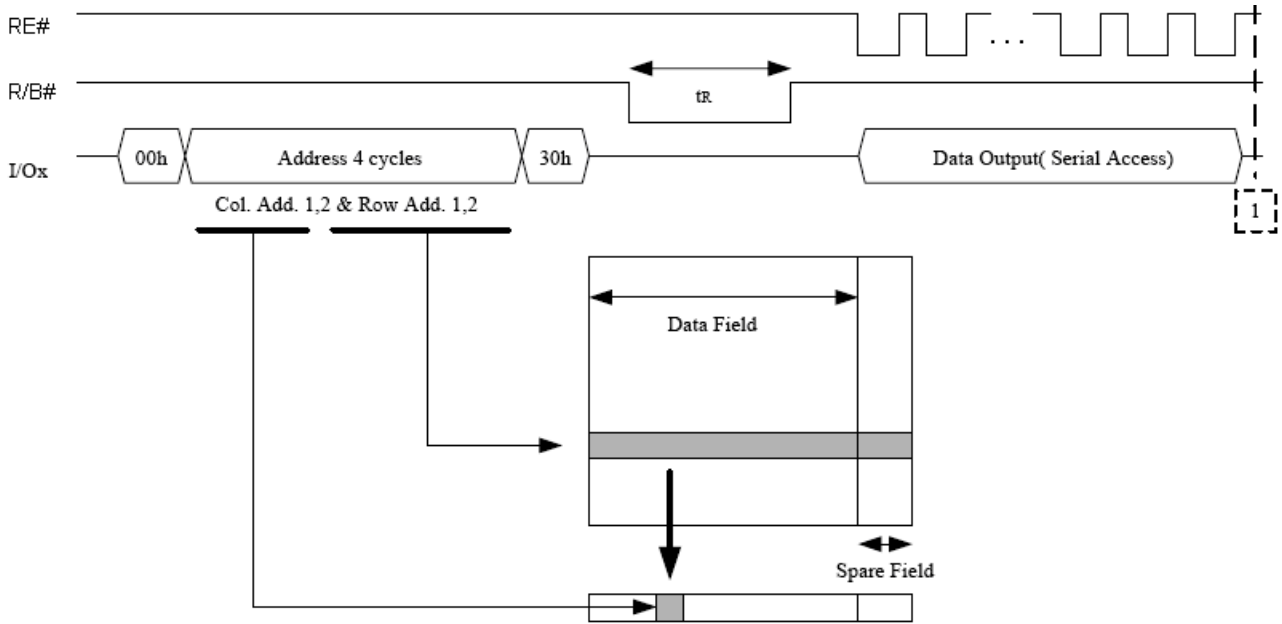 RE#
. . .
R/B#
tR
I/Ox
00h
Address 4 cycles
30h
Data Output( Serial Access)
Col. Add. 1,2 & Row Add. 1,2
1
Data Field
Spare Field